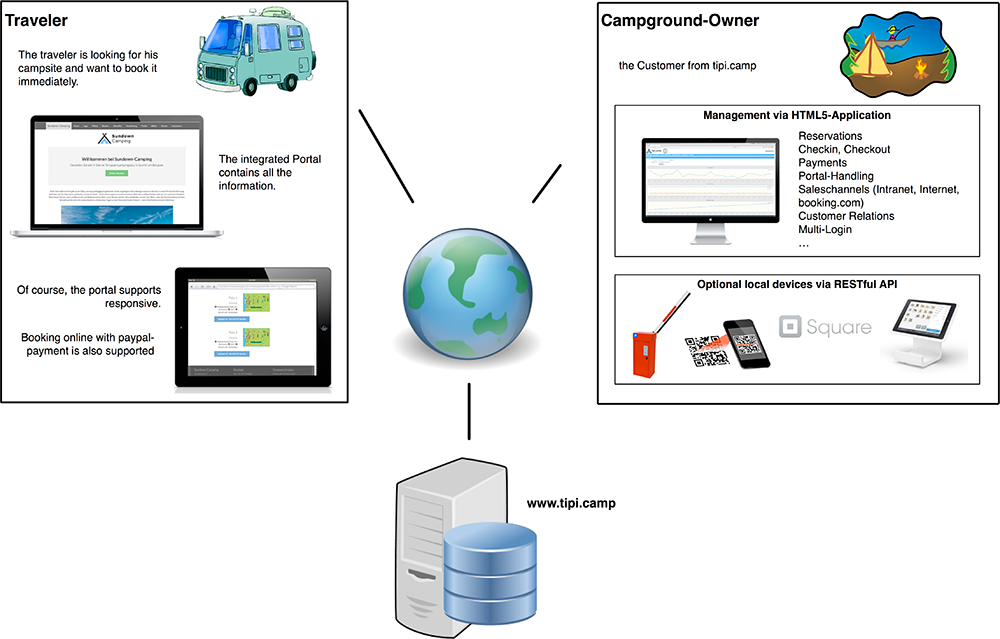 Traveler
The traveler is looking for his
campsite and want to book it
immediately.
Sundown
Camping
Willkommen bei Sundown-Camping
The integrated Portal
contains all the
information.
Of course, the portal supports
responsive.
Booking online with paypal-
payment is also supported
Campground-Owner
the Customer from tipi.camp
Management via HTML5-Application
Reservations
Checkin, Checkout
Payments
Portal-Handling
Saleschannels (Intranet, Internet,
booking.com)
Customer Relations
Multi-Login
…
Optional local devices via RESTful API
Square
www.tipi.camp